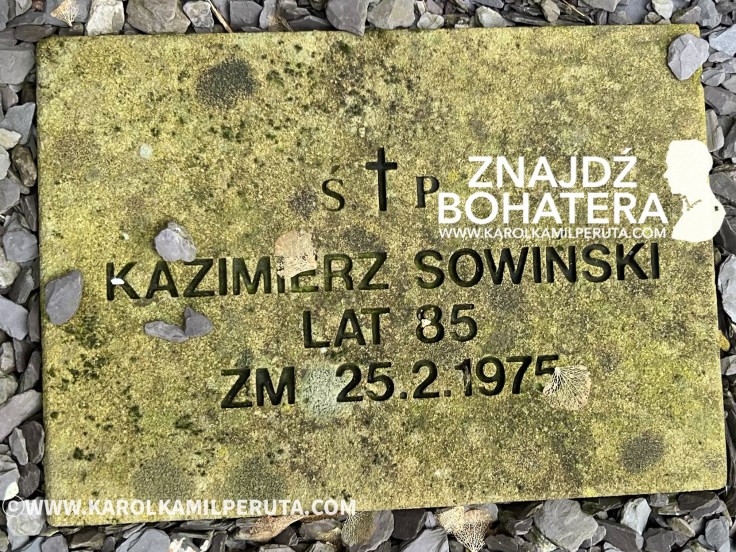 Ś. † P
KAZIMIERZ SOWINSKI
LAT 85
ZM 25.2.1975
ZNAJDŹ
BOHATERA
WWW.KAROLKAMILPERUTA.COM
©WWW.KAROLKAMILPERUTA.COM